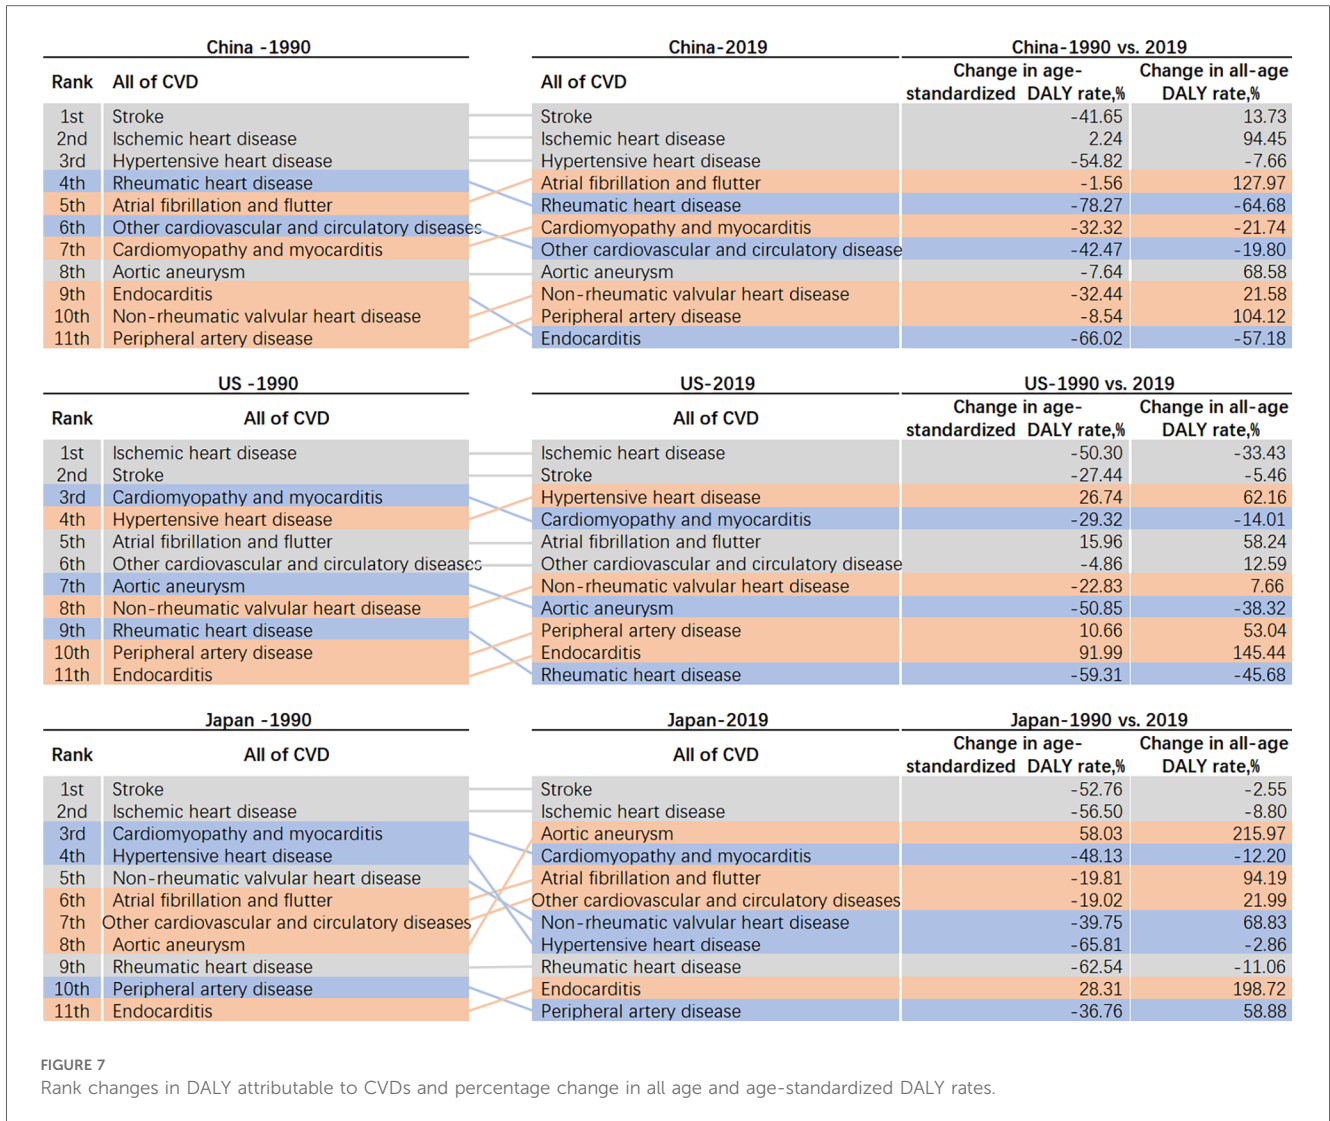 China -1990 China-2019 China-1990 vs. 2019
Rank All of CVD All of CVD Change in age-standardized DALY rate,% Change in all-age DALY rate,%
1st Stroke Stroke -41.65 13.73
2nd Ischemic heart disease Ischemic heart disease 2.24 94.45
3rd Hypertensive heart disease Hypertensive heart disease -54.82 -7.66
4th Rheumatic heart disease Atrial fibrillation and flutter -1.56 127.97
5th Atrial fibrillation and flutter Rheumatic heart disease -78.27 -64.68
6th Other cardiovascular and circulatory diseases Cardiomyopathy and myocarditis -32.32 -21.74
7th Cardiomyopathy and myocarditis Other cardiovascular and circulatory disease -42.47 -19.80
8th Aortic aneurysm Aortic aneurysm -7.64 68.58
9th Endocarditis Non-rheumatic valvular heart disease -32.44 21.58
10th Non-rheumatic valvular heart disease Peripheral artery disease -8.54 104.12
11th Peripheral artery disease Endocarditis -66.02 -57.18
US -1990 US-2019 US-1990 vs. 2019
Rank All of CVD All of CVD Change in age-standardized DALY rate,% Change in all-age DALY rate,%
1st Ischemic heart disease Ischemic heart disease -50.30 -33.43
2nd Stroke Stroke -27.44 -5.46
3rd Cardiomyopathy and myocarditis Hypertensive heart disease 26.74 62.16
4th Hypertensive heart disease Cardiomyopathy and myocarditis -29.32 -14.01
5th Atrial fibrillation and flutter Atrial fibrillation and flutter 15.96 58.24
6th Other cardiovascular and circulatory diseases Other cardiovascular and circulatory disease -4.86 12.59
7th Aortic aneurysm Non-rheumatic valvular heart disease -22.83 7.66
8th Non-rheumatic valvular heart disease Aortic aneurysm -50.85 -38.32
9th Rheumatic heart disease Peripheral artery disease 10.66 53.04
10th Peripheral artery disease Endocarditis 91.99 145.44
11th Endocarditis Rheumatic heart disease -59.31 -45.68
Japan -1990 Japan-2019 Japan-1990 vs. 2019
Rank All of CVD All of CVD Change in age-standardized DALY rate,% Change in all-age DALY rate,%
1st Stroke Stroke -52.76 -2.55
2nd Ischemic heart disease Ischemic heart disease -56.50 -8.80
3rd Cardiomyopathy and myocarditis Aortic aneurysm 58.03 215.97
4th Hypertensive heart disease Cardiomyopathy and myocarditis -48.13 -12.20
5th Non-rheumatic valvular heart disease Atrial fibrillation and flutter -19.81 94.19
6th Atrial fibrillation and flutter Other cardiovascular and circulatory diseases -19.02 21.99
7th Other cardiovascular and circulatory diseases Non-rheumatic valvular heart disease -39.75 68.83
8th Aortic aneurysm Hypertensive heart disease -65.81 -2.86
9th Rheumatic heart disease Rheumatic heart disease -62.54 -11.06
10th Peripheral artery disease Endocarditis 28.31 198.72
11th Endocarditis Peripheral artery disease -36.76 58.88
FIGURE 7
Rank changes in DALY attributable to CVDs and percentage change in all age and age-standardized DALY rates.